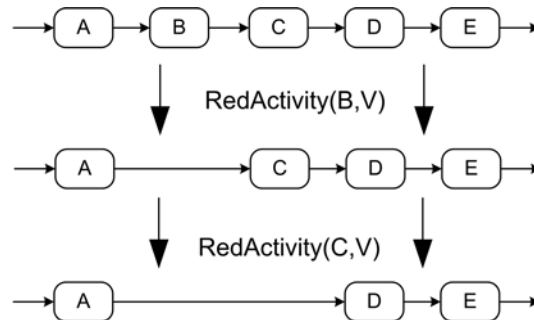 A B C D E
RedActivity(B,V)
A C D E
RedActivity(C,V)
A D E